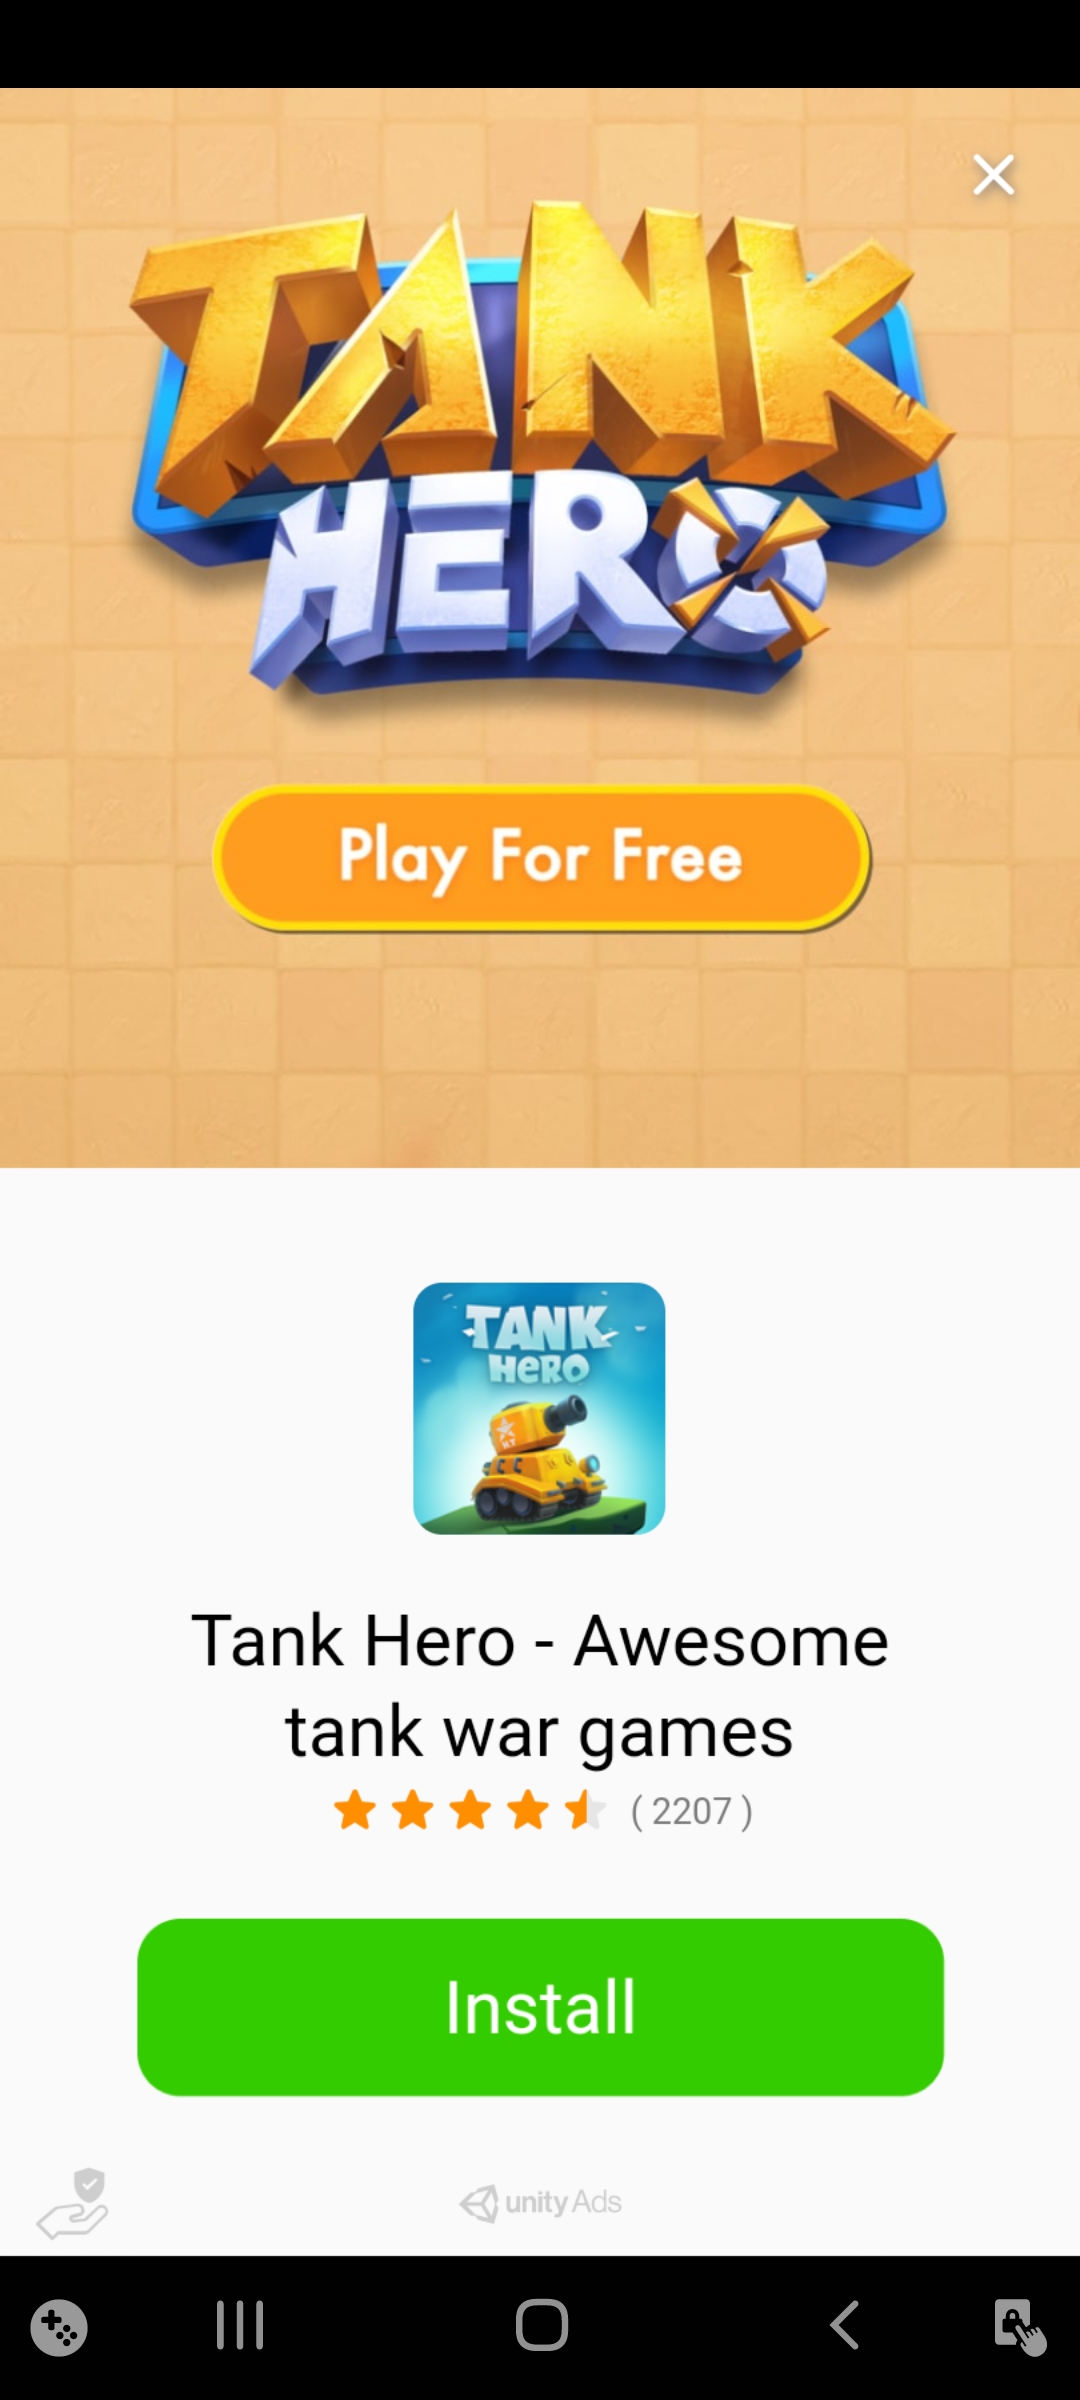 TANK
HERO
Play For Free
TANK
HERO
Tank Hero - Awesome
tank war games
( 2207 )
Install
unity Ads